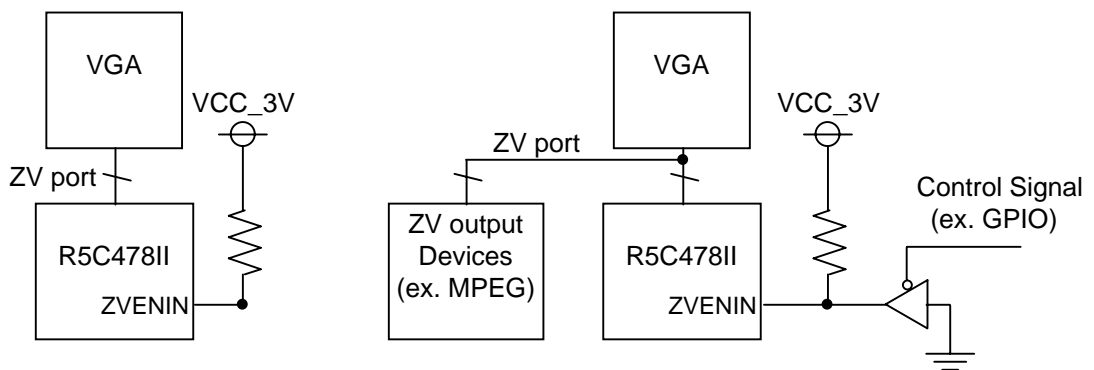 VGA
VCC_3V
ZV port
R5C478II
ZVENIN
VGA
VCC_3V
ZV port
Control Signal
(ex. GPIO)
ZV output
Devices
(ex. MPEG)
R5C478II
ZVENIN